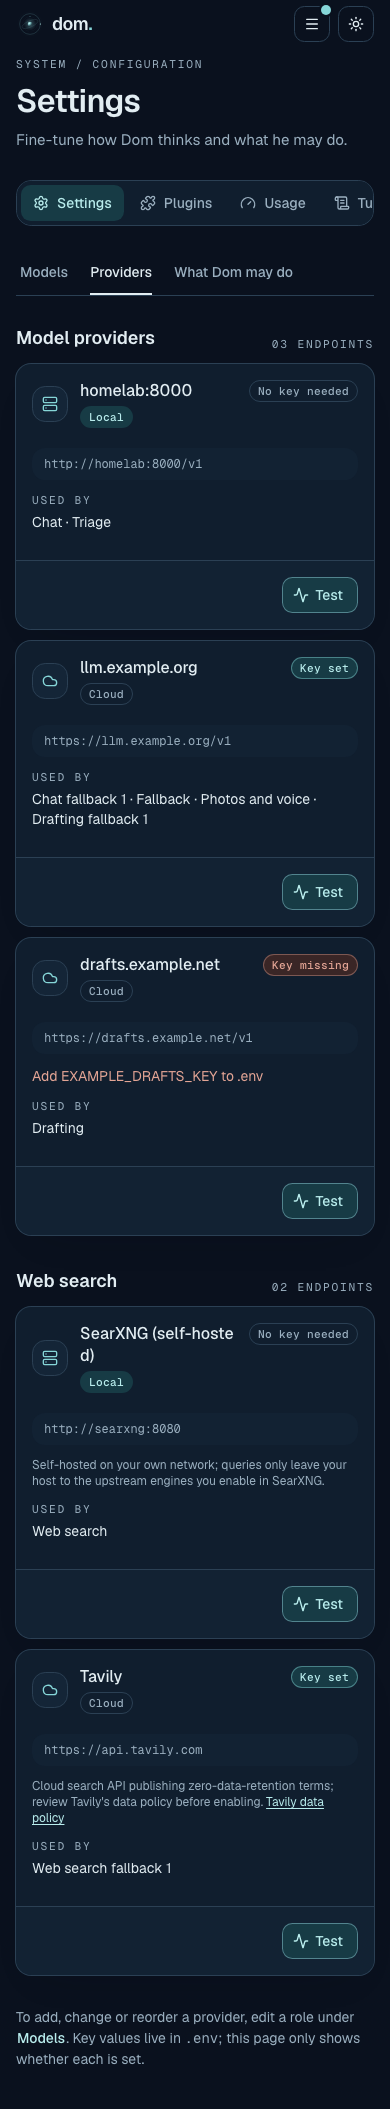 dom.
SYSTEM / CONFIGURATION
Settings
Fine-tune how Dom thinks and what he may do.
Settings Plugins Usage Tu
Models Providers What Dom may do
Model providers 03 ENDPOINTS
homelab:8000 No key needed
Local
http://homelab:8000/v1
USED BY
Chat · Triage
Test
llm.example.org Key set
Cloud
https://llm.example.org/v1
USED BY
Chat fallback 1 · Fallback · Photos and voice ·
Drafting fallback 1
Test
drafts.example.net Key missing
Cloud
https://drafts.example.net/v1
Add EXAMPLE_DRAFTS_KEY to .env
USED BY
Drafting
Test
Web search 02 ENDPOINTS
SearXNG (self-hoste No key needed
d)
Local
http://searxng:8080
Self-hosted on your own network; queries only leave your
host to the upstream engines you enable in SearXNG.
USED BY
Web search
Test
Tavily Key set
Cloud
https://api.tavily.com
Cloud search API publishing zero-data-retention terms;
review Tavily's data policy before enabling. Tavily data
policy
USED BY
Web search fallback 1
Test
To add, change or reorder a provider, edit a role under
Models. Key values live in .env; this page only shows
whether each is set.